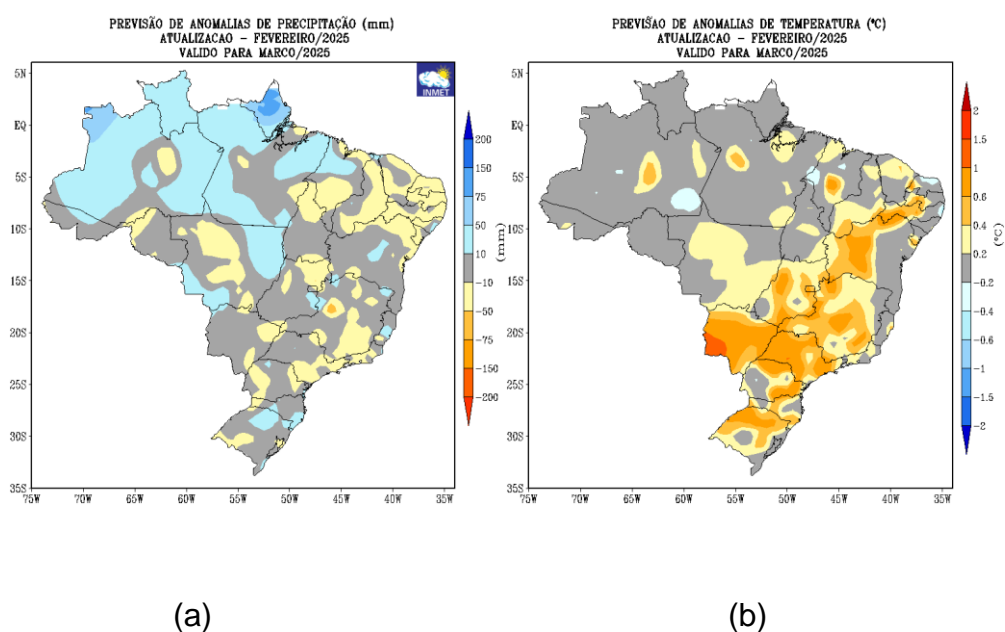 PREVISÃO DE ANOMALIAS DE PRECIPITAÇÃO (mm)
ATUALIZACAO - FEVEREIRO/2025
VALIDO PARA MARCO/2025
5N
EQ
5S
10S
15S
20S
25S
30S
35S
75W
70W
65W
60W
55W
50W
45W
40W
35W
INMET
200
150
75
50
10
-10
-50
-75
-150
-200
(mm)
(a)
PREVISÃO DE ANOMALIAS DE TEMPERATURA (°C)
ATUALIZACAO - FEVEREIRO/2025
VALIDO PARA MARCO/2025
5N
EQ
5S
10S
15S
20S
25S
30S
35S
75W
70W
65W
60W
55W
50W
45W
40W
35W
2
1.5
1
0.6
0.4
0.2
-0.2
-0.4
-0.6
-1
-1.5
-2
(°C)
(b)